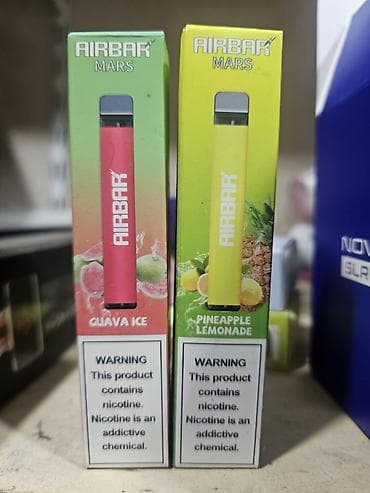 AIRBAR
MARS
AIRBAR
GUAVA ICE
WARNING
This product
contains
nicotine.
Nicotine is an
addictive
chemical.
AIRBAR
MARS
AIRBAR
PINEAPPLE
LEMONADE
WARNING
This product
contains
nicotine.
Nicotine is an
addictive
chemical.